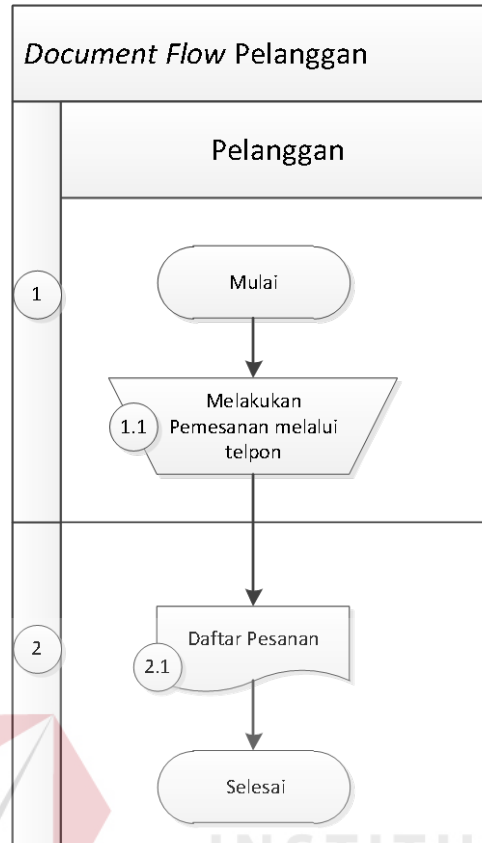 Document Flow Pelanggan
Pelanggan
1
Mulai
1.1
Melakukan
Pemesanan melalui
telpon
2
Daftar Pesanan
2.1
Selesai